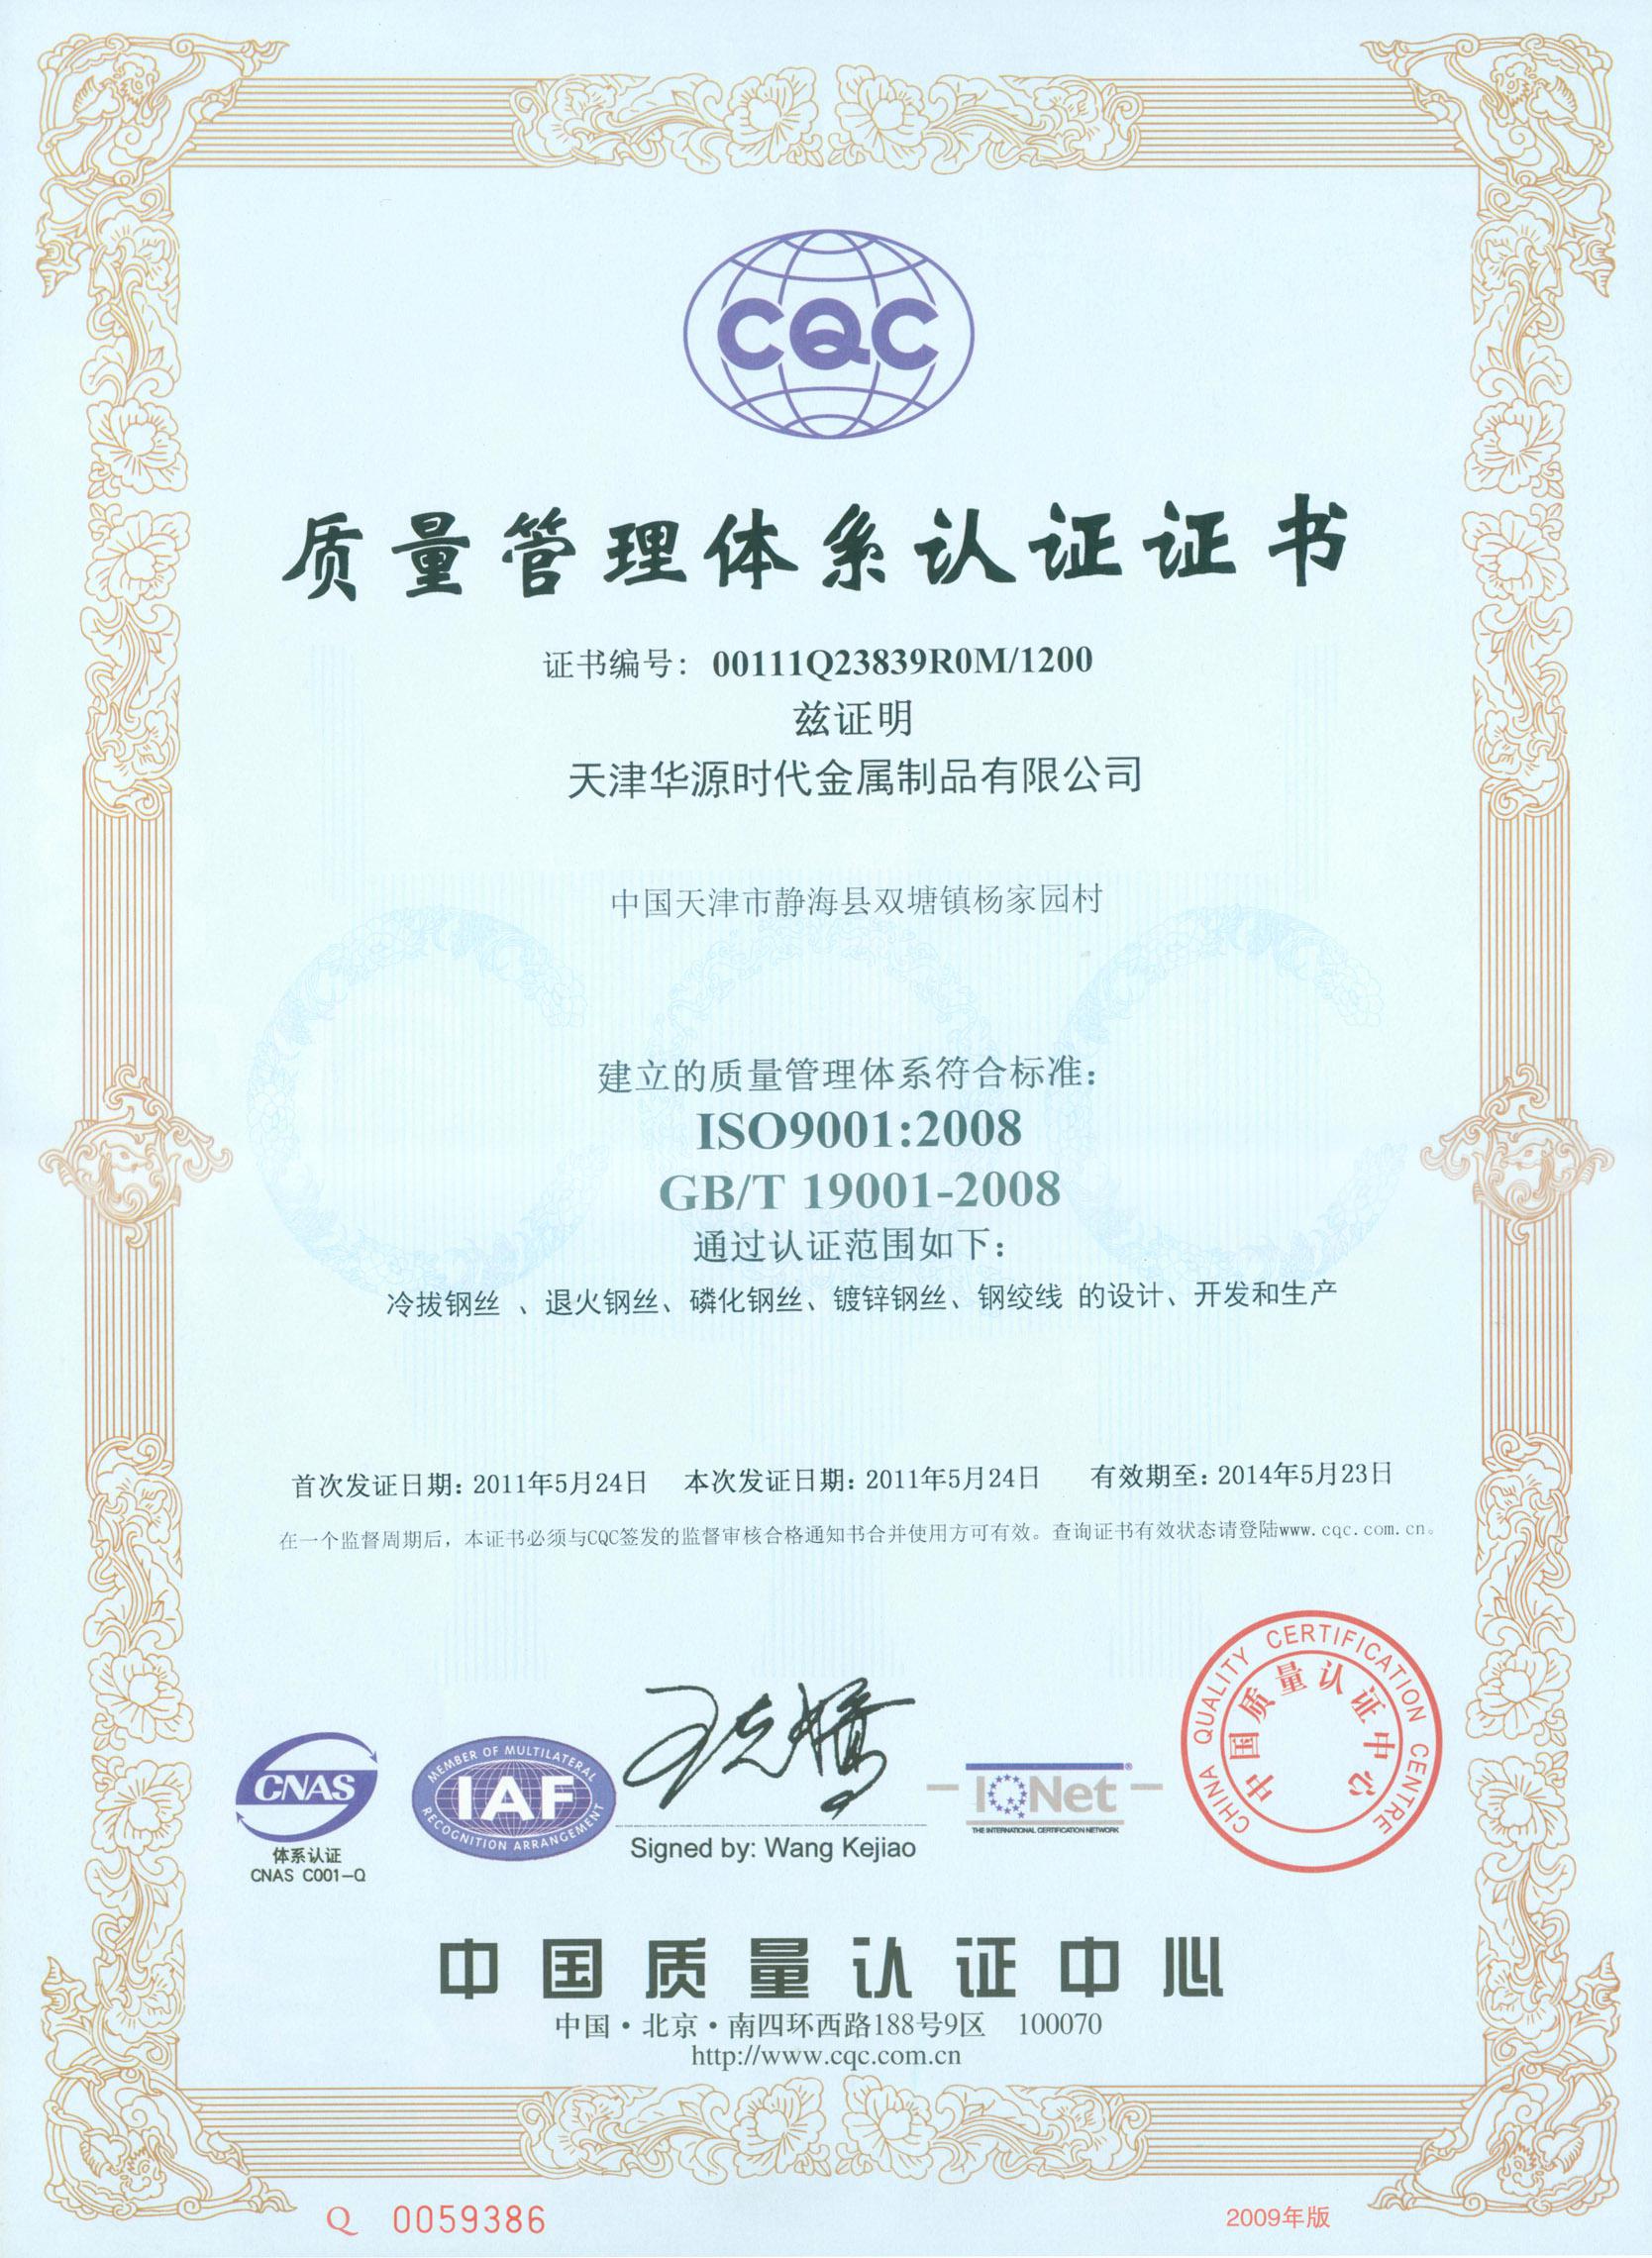 CQC
质量管理体系认证证书
证书编号：00111Q23839R0M/1200
兹证明
天津华源时代金属制品有限公司
中国天津市静海县双塘镇杨家园村
建立的质量管理体系符合标准：
ISO9001:2008
GB/T 19001-2008
通过认证范围如下：
冷拔钢丝 、退火钢丝、磷化钢丝、镀锌钢丝、钢绞线 的设计、开发和生产
首次发证日期：2011年5月24日 本次发证日期：2011年5月24日 有效期至：2014年5月23日
在一个监督周期后，本证书必须与CQC签发的监督审核合格通知书合并使用方可有效。查询证书有效状态请登陆www.cqc.com.cn。
CNAS
体系认证
CNAS C001-Q
MEMBER OF MULTILATERAL
IAF
RECOGNITION ARRANGEMENT
王克娇
Signed by: Wang Kejiao
IQNet®
THE INTERNATIONAL CERTIFICATION NETWORK
CHINA QUALITY CERTIFICATION CENTRE
中国质量认证中心
中国质量认证中心
中国·北京·南四环西路188号9区 100070
http://www.cqc.com.cn
Q 0059386
2009年版